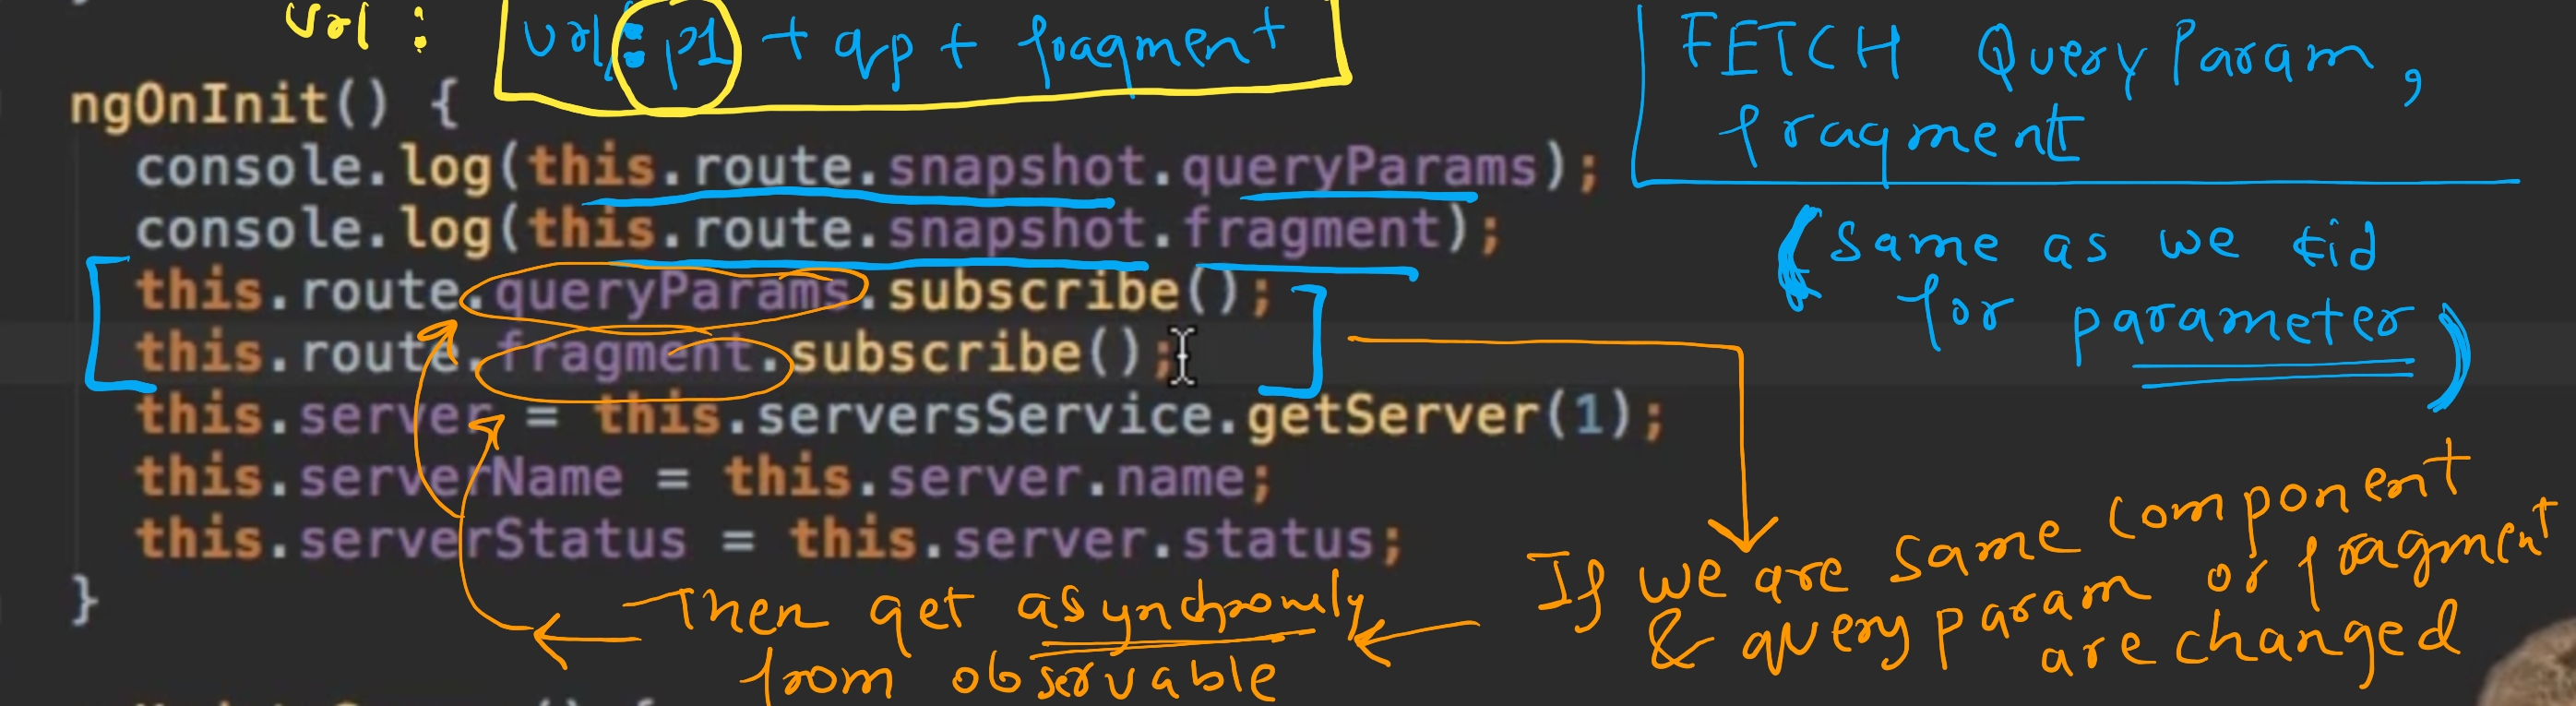 url : url/:p1 + qp + fragment
FETCH QueryParam,
fragment
ngOnInit() {
console.log(this.route.snapshot.queryParams);
console.log(this.route.snapshot.fragment);
(same as we did
for parameter)
this.route.queryParams.subscribe();
this.route.fragment.subscribe();
this.server = this.serversService.getServer(1);
this.serverName = this.server.name;
this.serverStatus = this.server.status;
}
If we are same component
& query param or fragment
are changed
Then get asynchronously
from observable